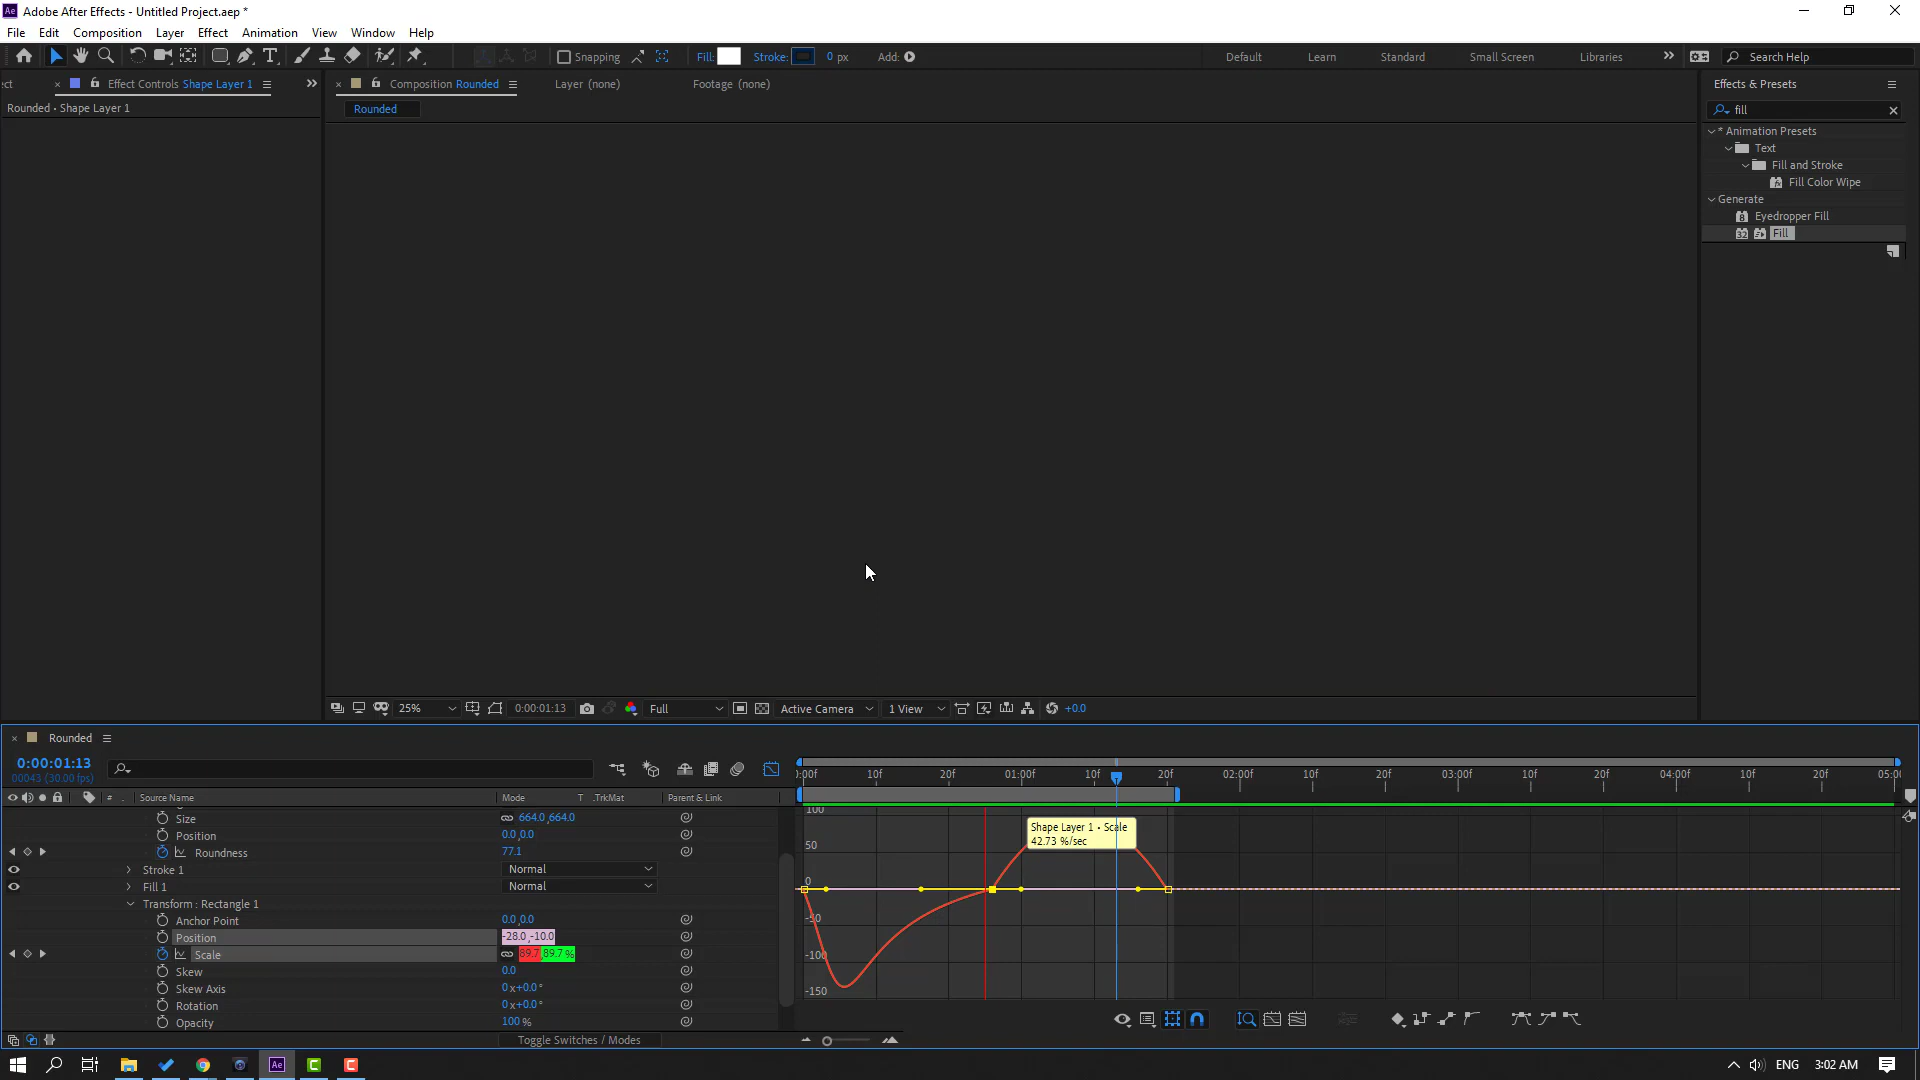 Adobe After Effects - Untitled Project.aep *
File Edit Composition Layer Effect Animation View Window Help
Snapping Fill: Stroke: 0 px Add: Default Learn Standard Small Screen Libraries Search Help
ect Effect Controls Shape Layer 1 Composition Rounded Layer (none) Footage (none) Effects & Presets
Rounded • Shape Layer 1 Rounded fill
* Animation Presets
Text
Fill and Stroke
Fill Color Wipe
Generate
Eyedropper Fill
Fill
25% 0:00:01:13 Full Active Camera 1 View +0.0
Rounded
0:00:01:13
00043 (30.00 fps)
):00f 10f 20f 01:00f 10f 20f 02:00f 10f 20f 03:00f 10f 20f 04:00f 10f 20f 05:0
# Source Name Mode T .TrkMat Parent & Link
Size 664.0,664.0
Position 0.0,0.0
Roundness 77.1
Stroke 1 Normal
Fill 1 Normal
Transform : Rectangle 1
Anchor Point 0.0,0.0
Position -28.0,-10.0
Scale 89.7,89.7 %
Skew 0.0
Skew Axis 0x+0.0°
Rotation 0x+0.0°
Opacity 100 %
Toggle Switches / Modes
100
50
0
-50
-100
-150
Shape Layer 1 • Scale
42.73 %/sec
Ae ENG 3:02 AM